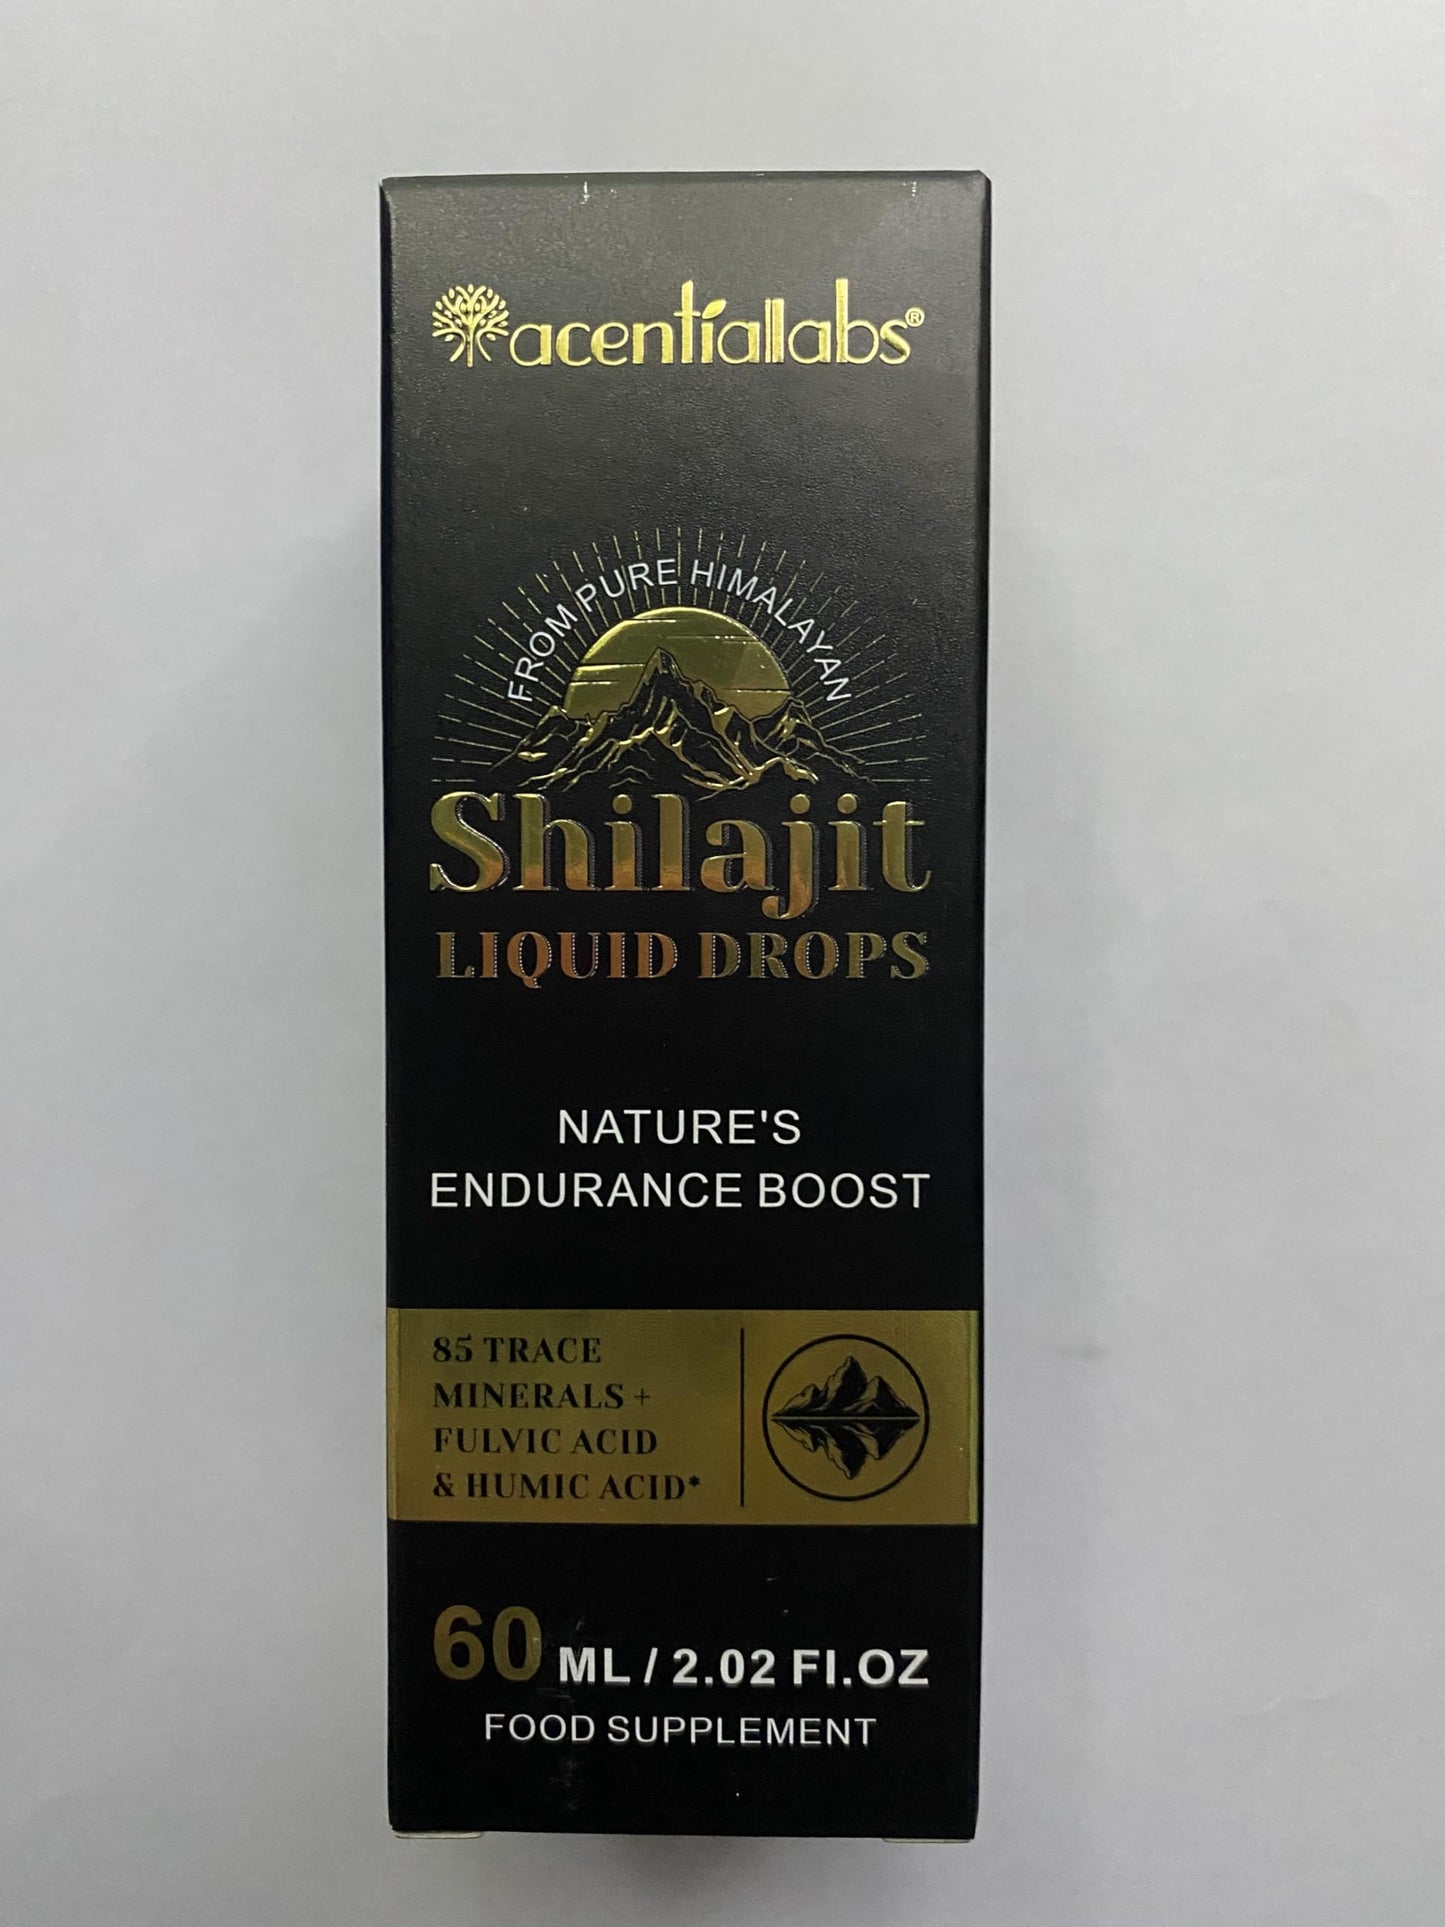 acentiallabs®
FROM PURE HIMALAYAN
Shilajit
LIQUID DROPS
NATURE'S
ENDURANCE BOOST
85 TRACE
MINERALS +
FULVIC ACID
& HUMIC ACID*
60 ML / 2.02 FI.OZ
FOOD SUPPLEMENT